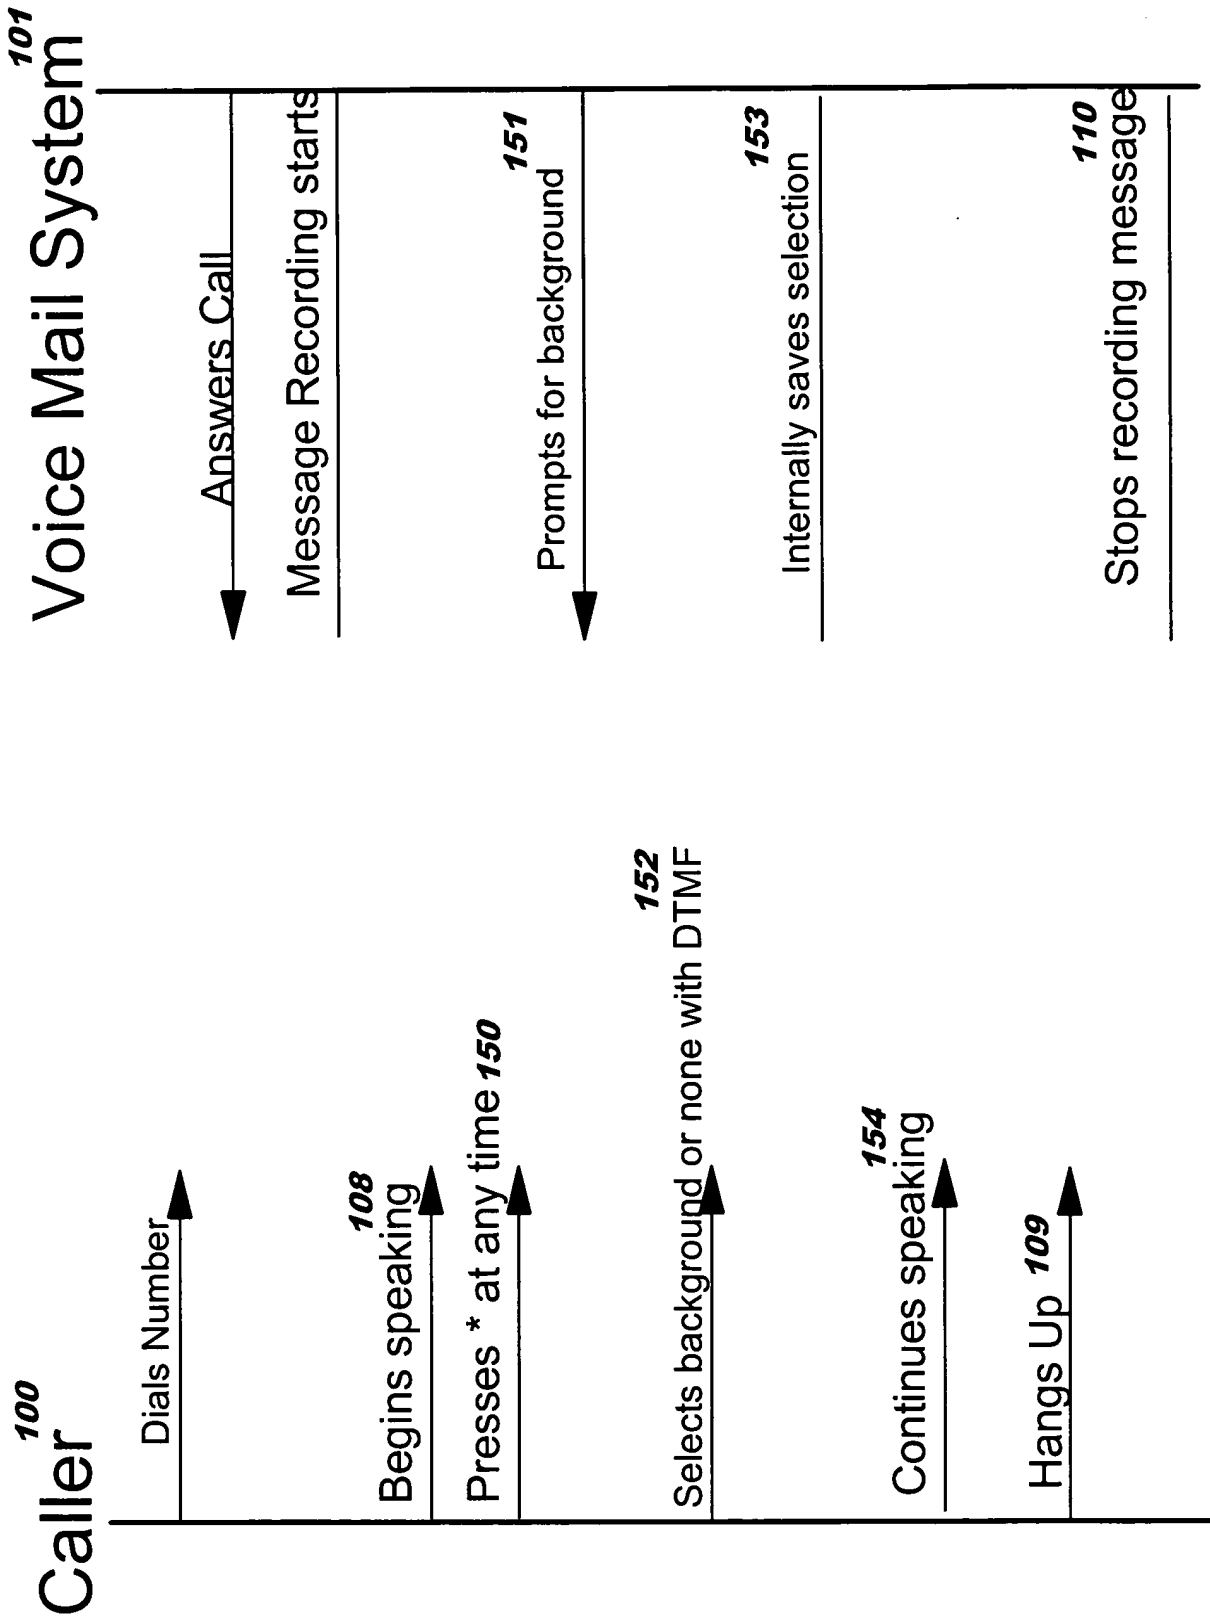 Caller 100
Voice Mail System 101
Dials Number
Answers Call
Message Recording starts
108
Begins speaking
Presses * at any time 150
151
Prompts for background
152
Selects background or none with DTMF
153
Internally saves selection
154
Continues speaking
Hangs Up 109
110
Stops recording message